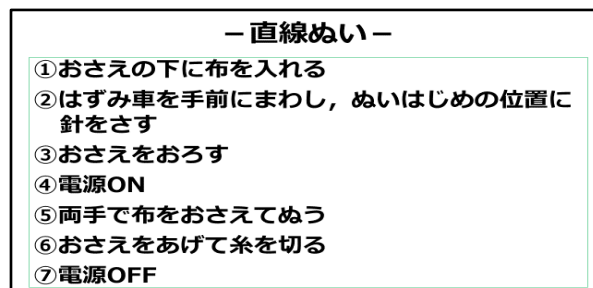 －直線ぬい－
①おさえの下に布を入れる
②はずみ車を手前にまわし，ぬいはじめの位置に
針をさす
③おさえをおろす
④電源ON
⑤両手で布をおさえてぬう
⑥おさえをあげて糸を切る
⑦電源OFF